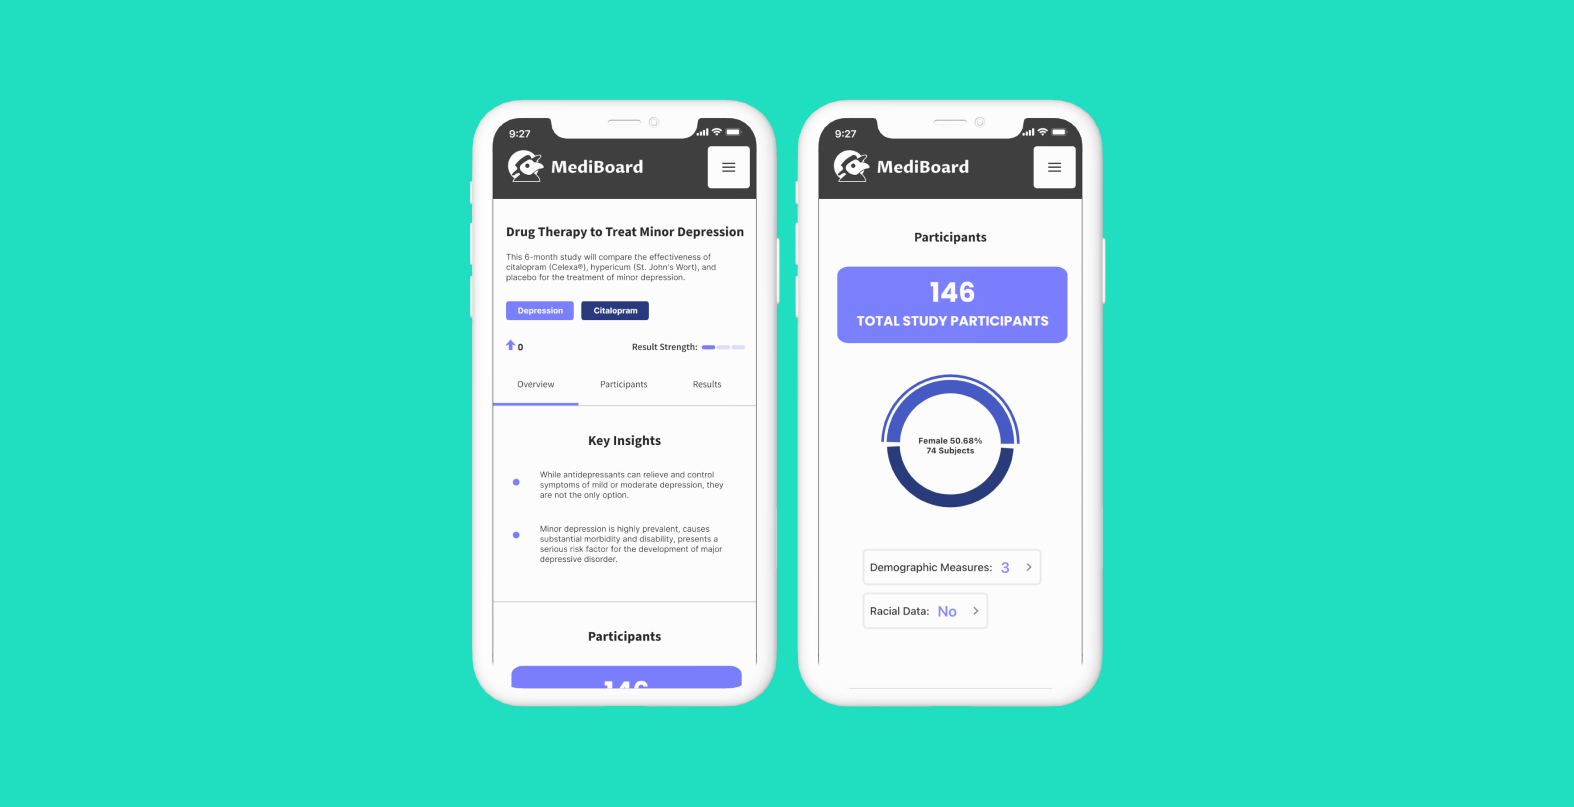 9:27
MediBoard
Drug Therapy to Treat Minor Depression
This 6-month study will compare the effectiveness of
citalopram (Celexa®), hypericum (St. John's Wort), and
placebo for the treatment of minor depression.
Depression Citalopram
0 Result Strength:
Overview Participants Results
Key Insights
While antidepressants can relieve and control
symptoms of mild or moderate depression, they
are not the only option.
Minor depression is highly prevalent, causes
substantial morbidity and disability, presents a
serious risk factor for the development of major
depressive disorder.
Participants
146
9:27
MediBoard
Participants
146
TOTAL STUDY PARTICIPANTS
Female 50.68%
74 Subjects
Demographic Measures: 3
Racial Data: No